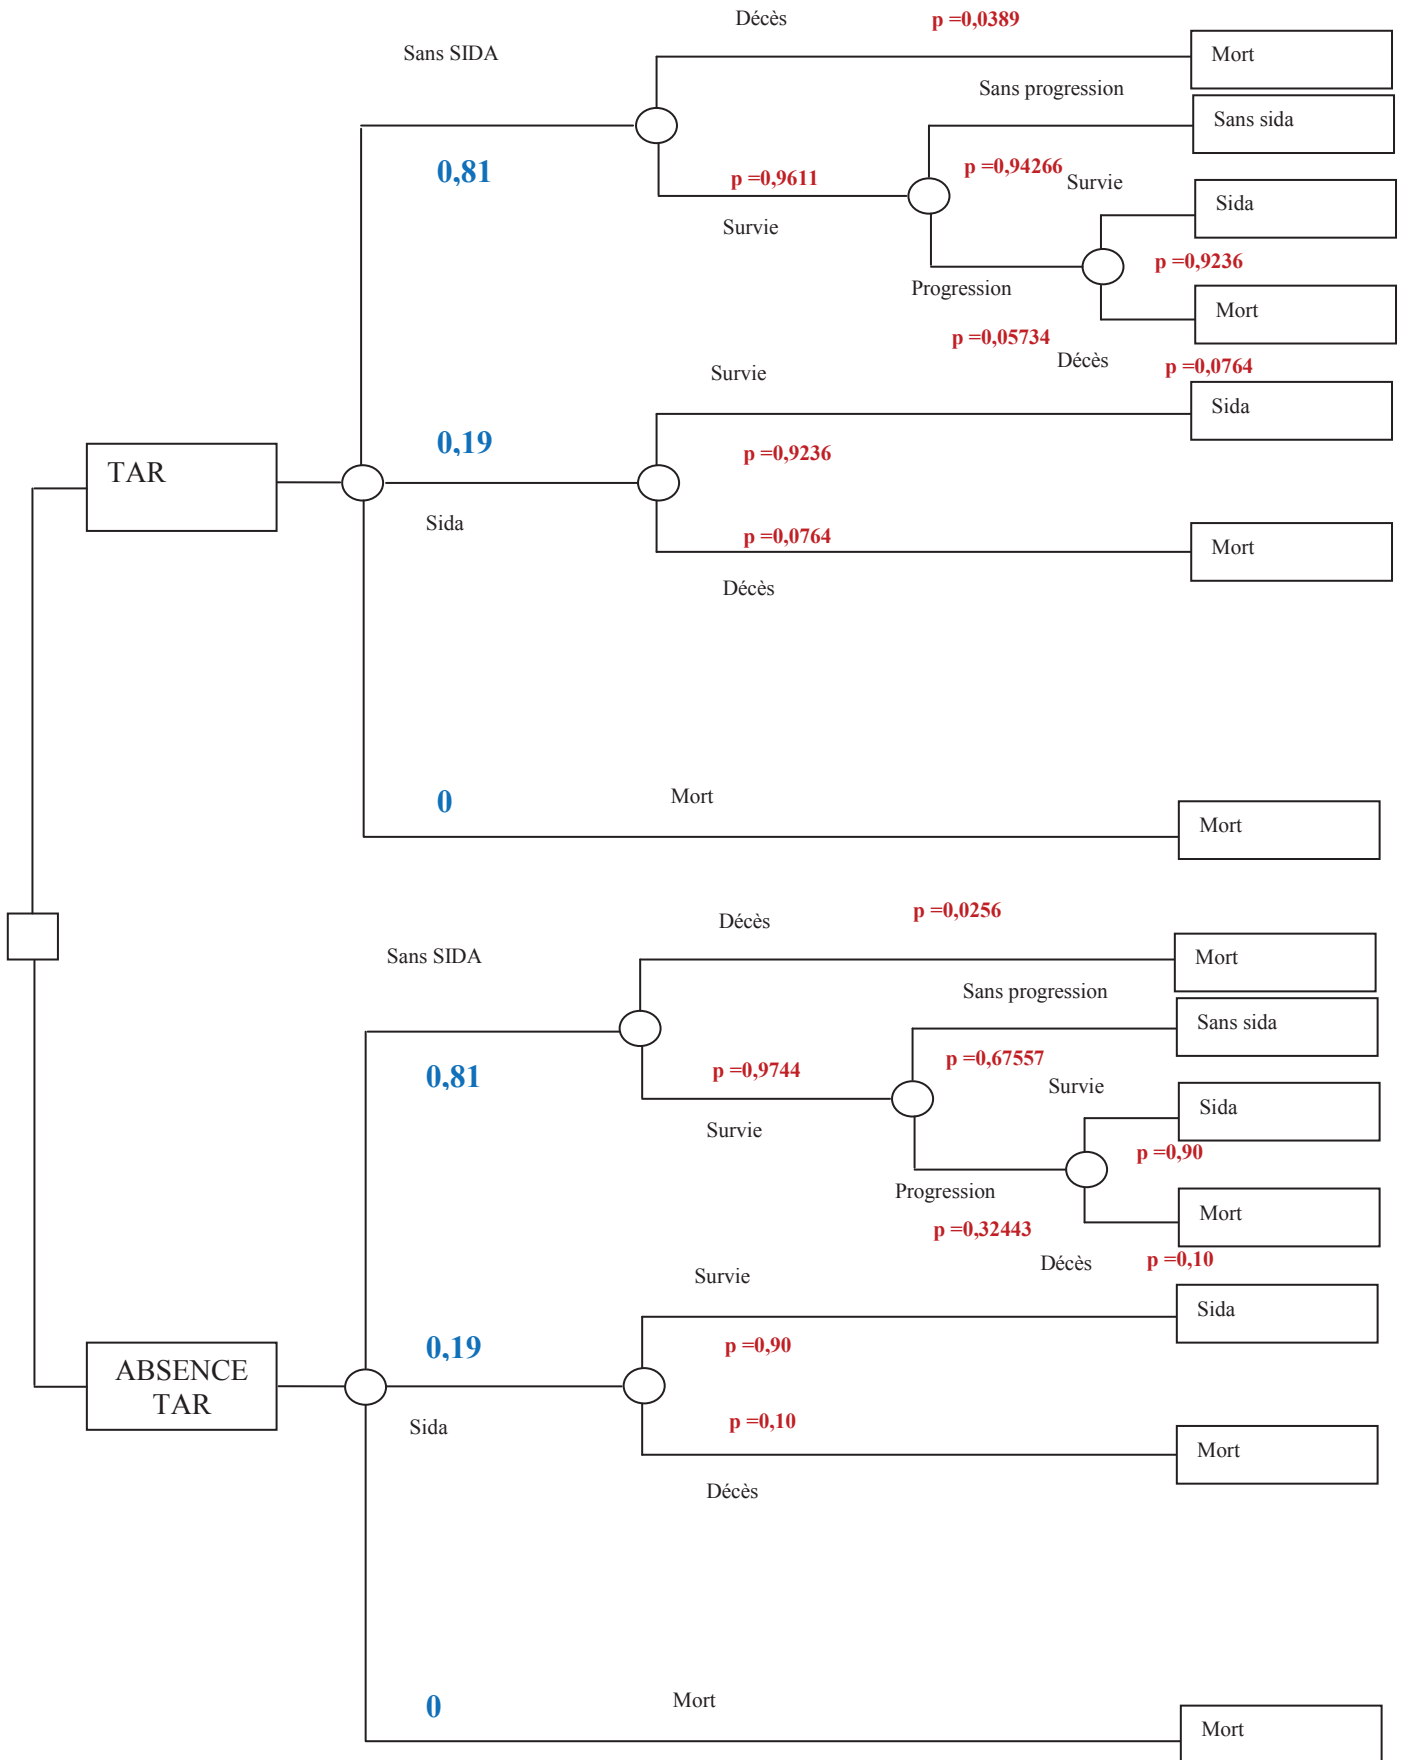 Décès
p =0,0389
Sans SIDA
Mort
Sans progression
Sans sida
0,81
p =0,9611
p =0,94266
Survie
Sida
Survie
p =0,9236
Progression
Mort
p =0,05734
Décès
p =0,0764
Survie
Sida
0,19
p =0,9236
TAR
Sida
p =0,0764
Mort
Décès
0
Mort
Mort
Décès
p =0,0256
Sans SIDA
Mort
Sans progression
Sans sida
0,81
p =0,9744
p =0,67557
Survie
Sida
Survie
p =0,90
Progression
Mort
p =0,32443
Décès
p =0,10
Survie
Sida
0,19
p =0,90
ABSENCE
TAR
Sida
p =0,10
Mort
Décès
0
Mort
Mort